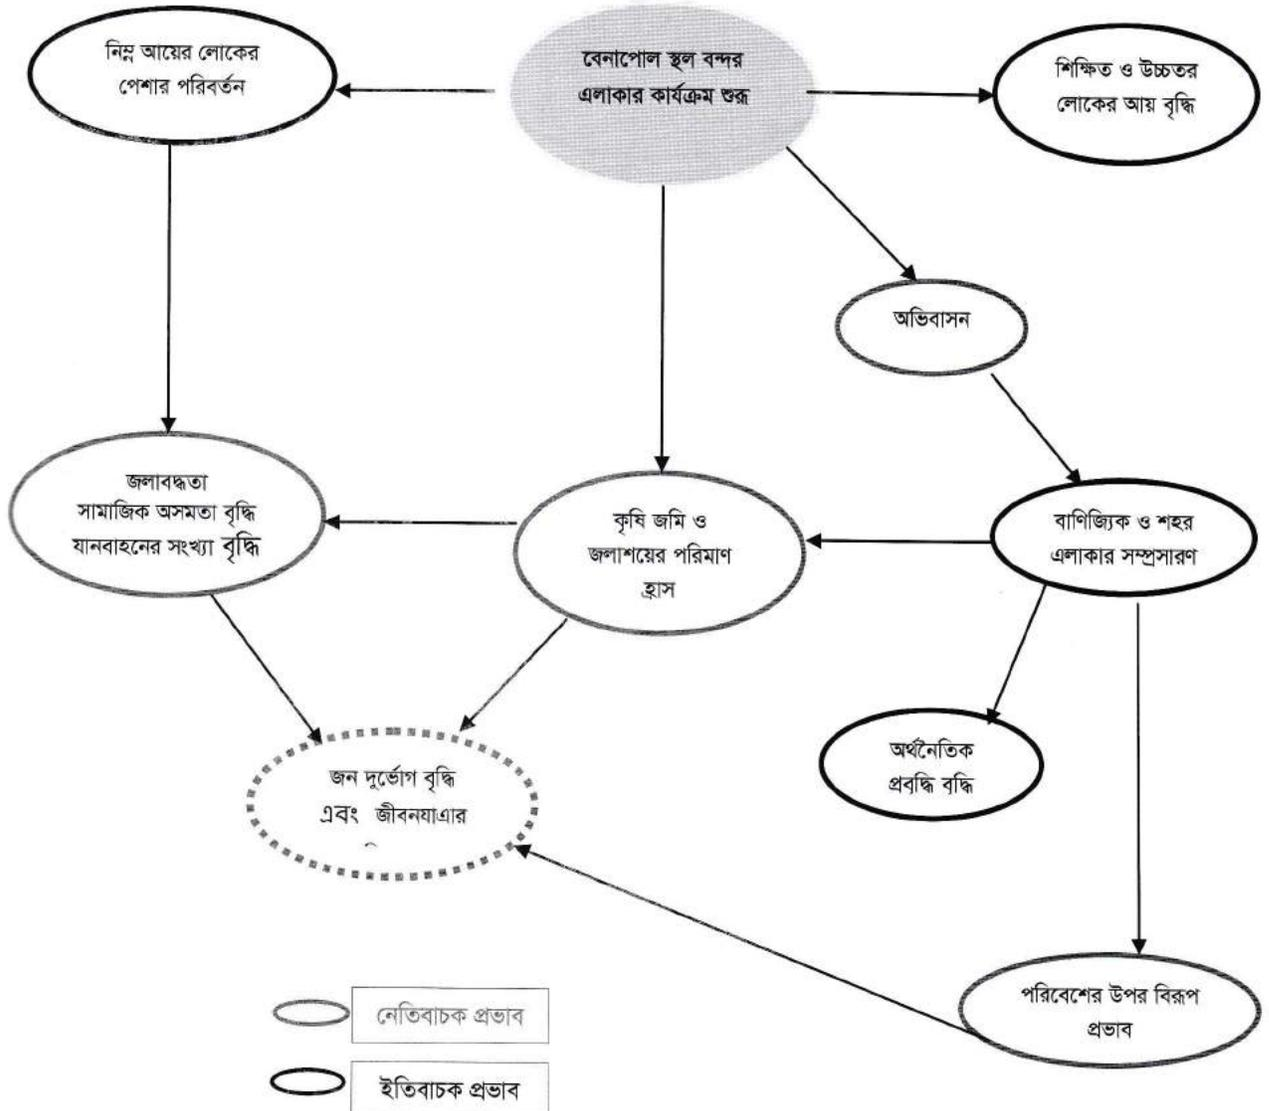 নিম্ন আয়ের লোকের
পেশার পরিবর্তন
বেনাপোল স্থল বন্দর
এলাকার কার্যক্রম শুরু
শিক্ষিত ও উচ্চতর
লোকের আয় বৃদ্ধি
অভিবাসন
জলাবদ্ধতা
সামাজিক অসমতা বৃদ্ধি
যানবাহনের সংখ্যা বৃদ্ধি
কৃষি জমি ও
জলাশয়ের পরিমাণ
হ্রাস
বাণিজ্যিক ও শহর
এলাকার সম্প্রসারণ
অর্থনৈতিক
প্রবৃদ্ধি বৃদ্ধি
জন দুর্ভোগ বৃদ্ধি
এবং জীবনযাএার
পরিবেশের উপর বিরূপ
প্রভাব
নেতিবাচক প্রভাব
ইতিবাচক প্রভাব